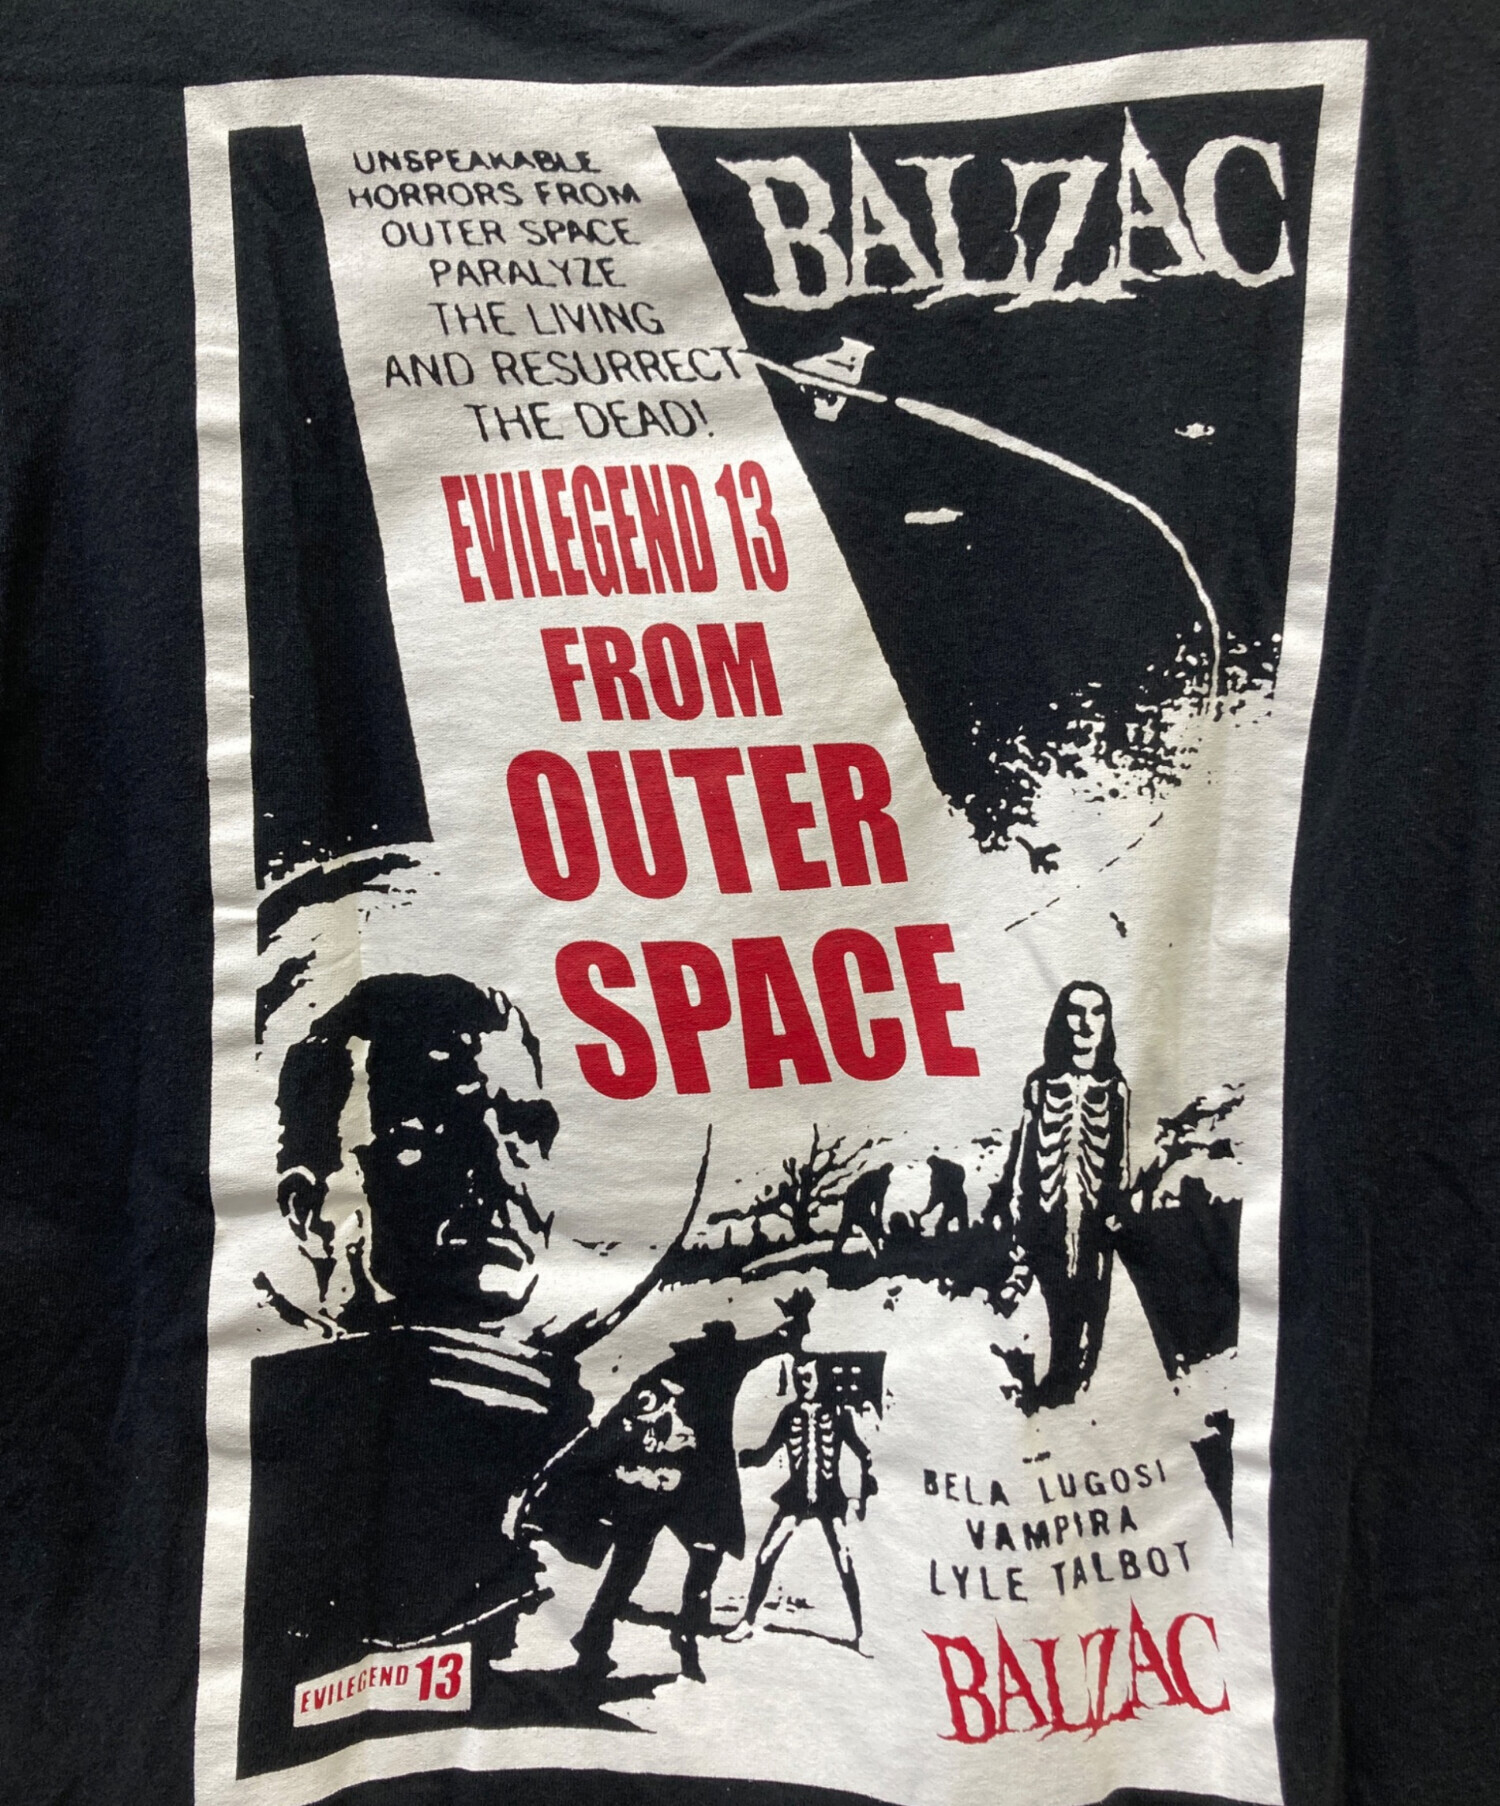 UNSPEAKABLE
HORRORS FROM
OUTER SPACE
PARALYZE
THE LIVING
AND RESURRECT
THE DEAD!
BALZAC
EVILEGEND 13
FROM
OUTER
SPACE
BELA LUGOSI
VAMPIRA
LYLE TALBOT
BALZAC
EVILEGEND 13